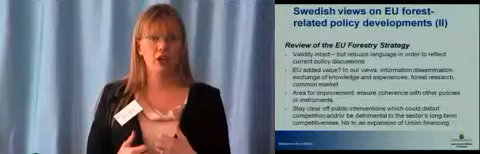 Swedish views on EU forest-
related policy developments (II)
Review of the EU Forestry Strategy
Validity intact – but retouch language in order to reflect
current policy discussions
EU added value? In our views: information dissemination,
exchange of knowledge and experiences, forest research,
common market
Area for improvement: ensure coherence with other policies
or instruments
Stay clear off public interventions which could distort
competition and/or be detrimental to the sector's long-term
competitiveness. No to an expansion of Union financing